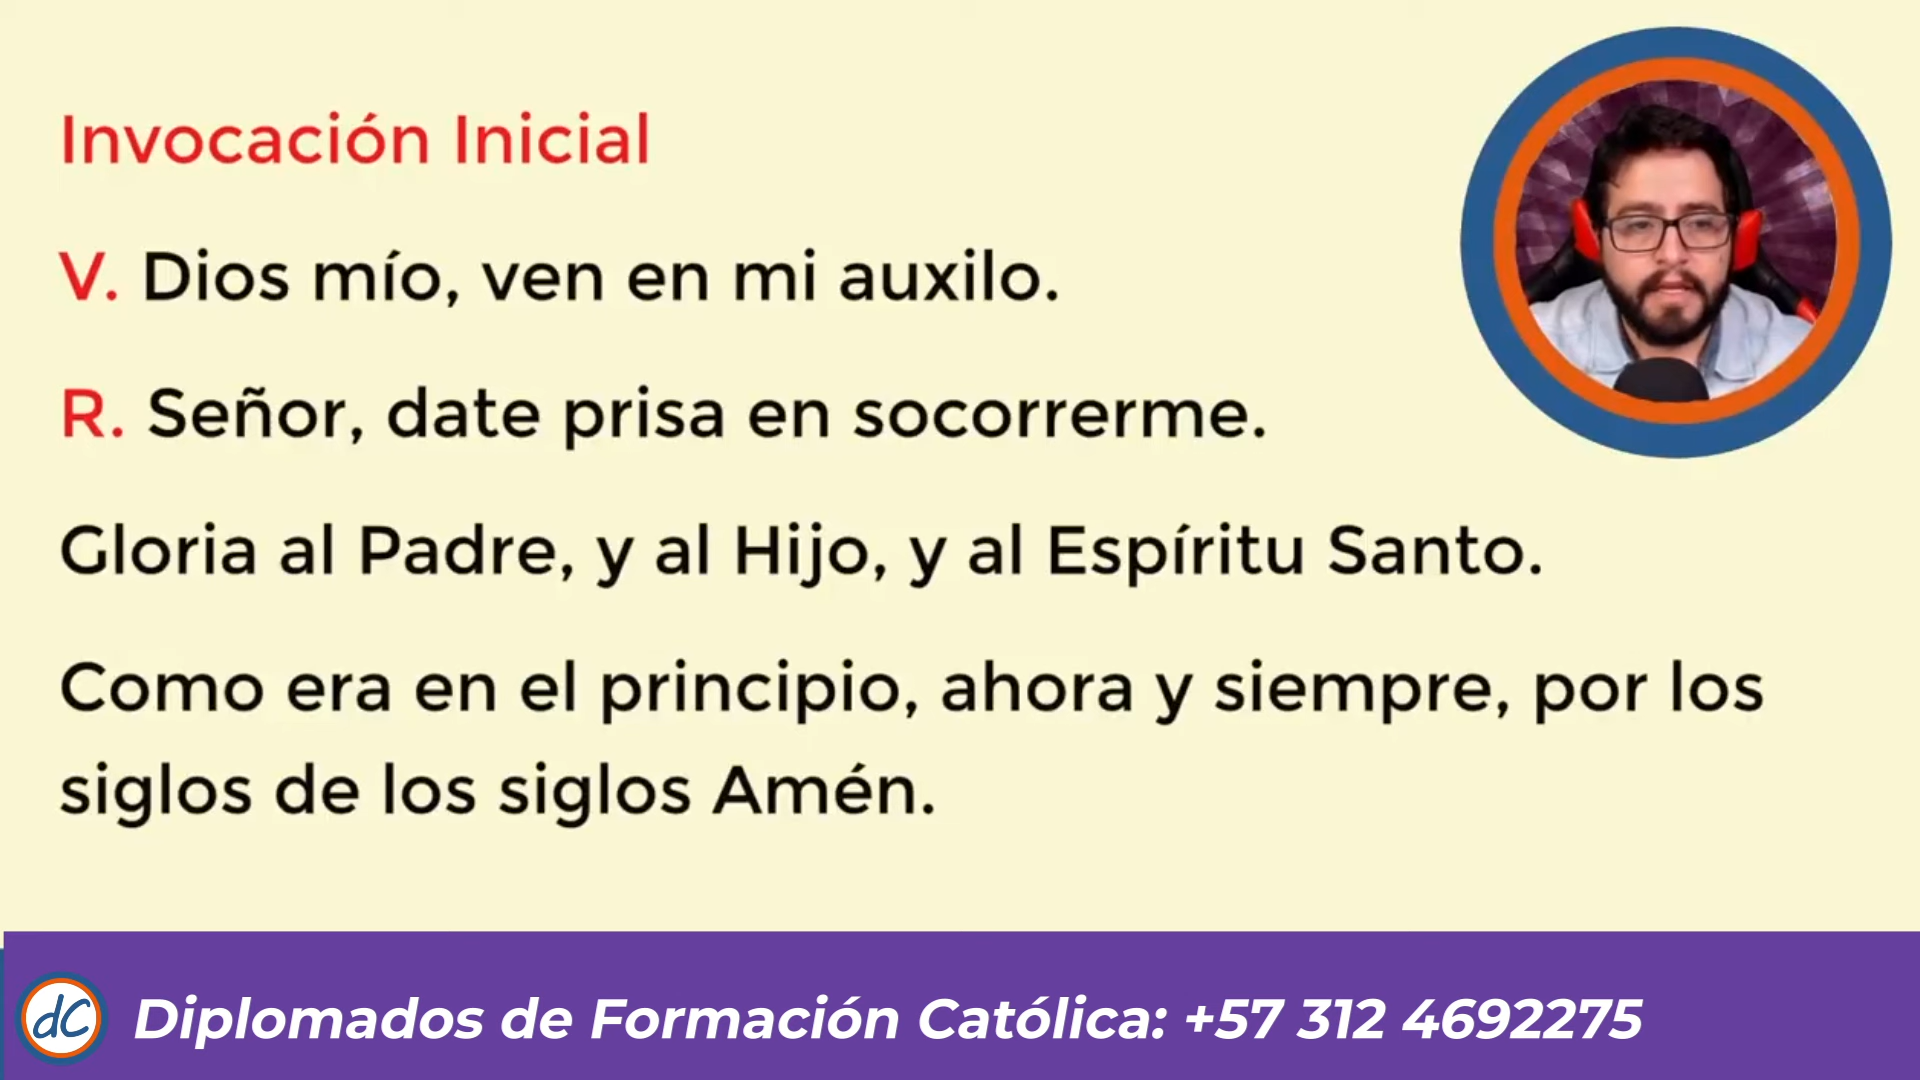 Invocación Inicial
V. Dios mío, ven en mi auxilo.
R. Señor, date prisa en socorrerme.
Gloria al Padre, y al Hijo, y al Espíritu Santo.
Como era en el principio, ahora y siempre, por los
siglos de los siglos Amén.
dC Diplomados de Formación Católica: +57 312 4692275